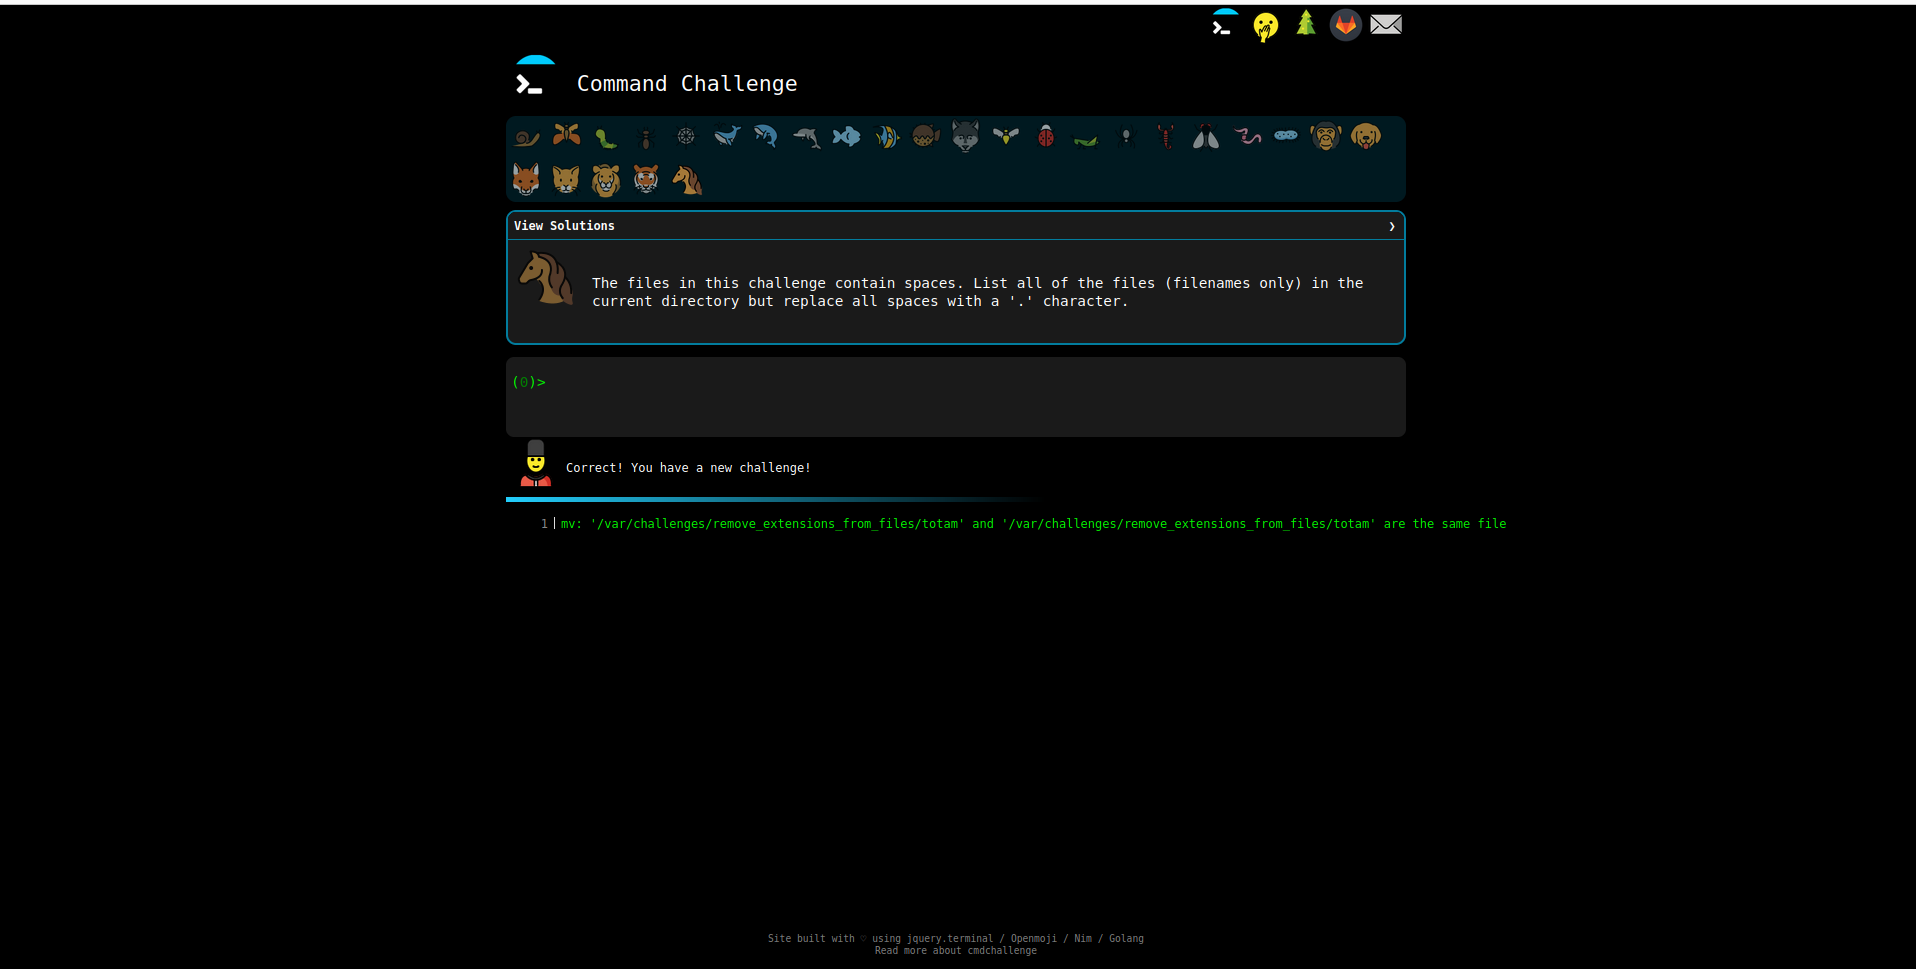 Command Challenge
View Solutions ❯
The files in this challenge contain spaces. List all of the files (filenames only) in the
current directory but replace all spaces with a '.' character.
(0)>
Correct! You have a new challenge!
1 mv: '/var/challenges/remove_extensions_from_files/totam' and '/var/challenges/remove_extensions_from_files/totam' are the same file
Site built with ♡ using jquery.terminal / Openmoji / Nim / Golang
Read more about cmdchallenge